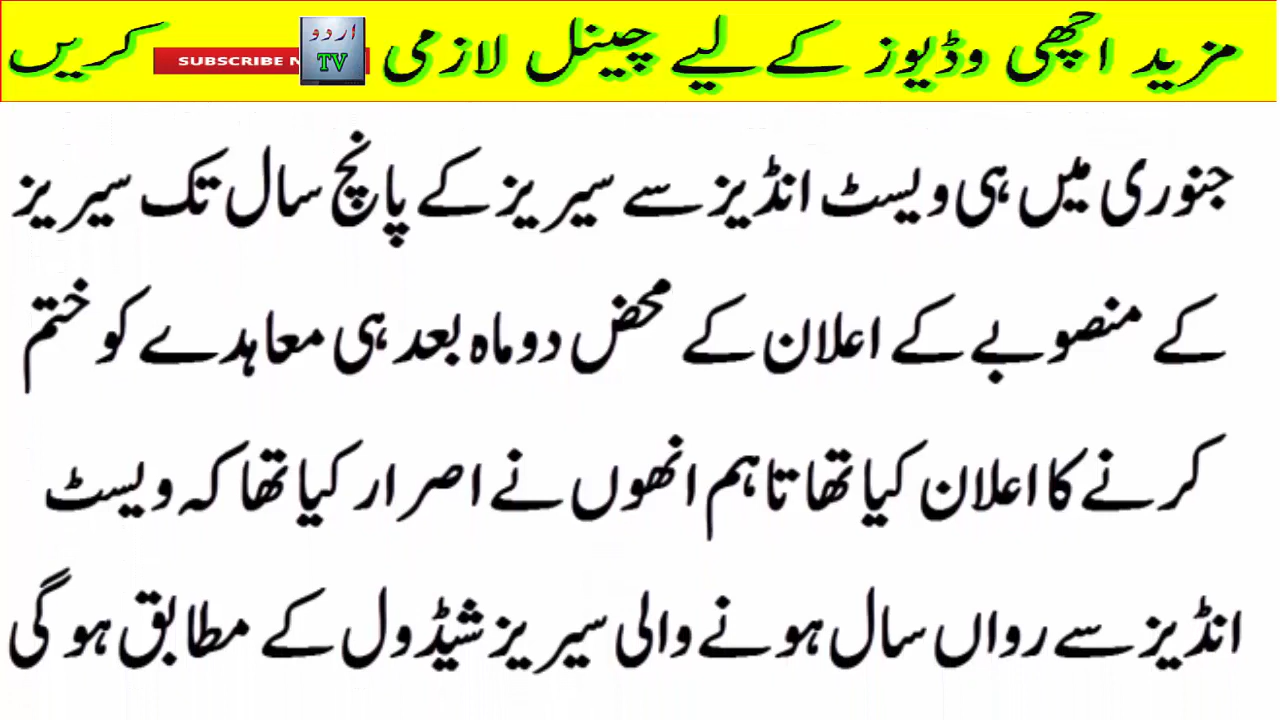 مزید اچھی وڈیوز کے لیے چینل لازمی SUBSCRIBE N کریں
اردو
TV
جنوری میں ہی ویسٹ انڈیز سے سیریز کے پانچ سال تک سیریز
کے منصوبے کے اعلان کے محض دو ماہ بعد ہی معاہدے کو ختم
کرنے کا اعلان کیا تھا تاہم انھوں نے اصرار کیا تھا کہ ویسٹ
انڈیز سے رواں سال ہونے والی سیریز شیڈول کے مطابق ہوگی